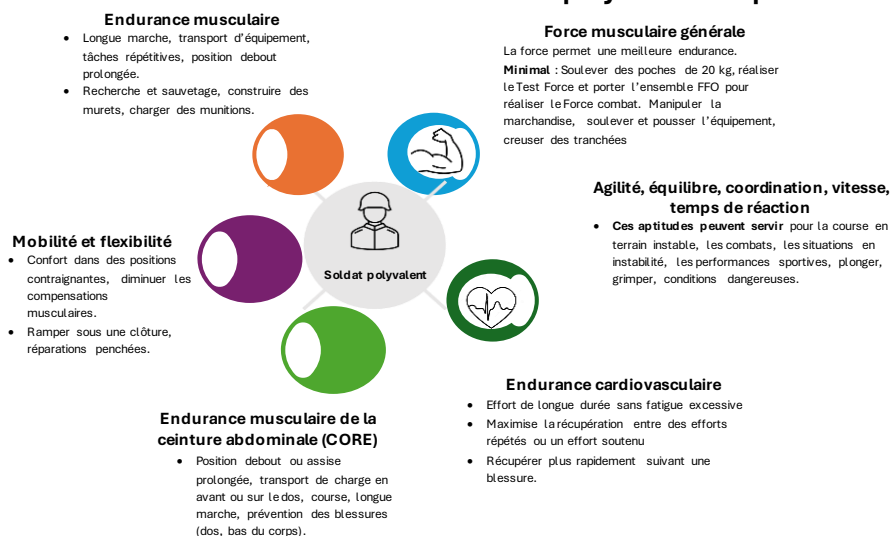 Endurance musculaire
• Longue marche, transport d'équipement,
tâches répétitives, position debout
prolongée.
• Recherche et sauvetage, construire des
murets, charger des munitions.
Force musculaire générale
La force permet une meilleure endurance.
Minimal : Soulever des poches de 20 kg, réaliser
le Test Force et porter l'ensemble FFO pour
réaliser le Force combat. Manipuler la
marchandise, soulever et pousser l'équipement,
creuser des tranchées
Agilité, équilibre, coordination, vitesse,
temps de réaction
• Ces aptitudes peuvent servir pour la course en
terrain instable, les combats, les situations en
instabilité, les performances sportives, plonger,
grimper, conditions dangereuses.
Soldat polyvalent
Mobilité et flexibilité
• Confort dans des positions
contraignantes, diminuer les
compensations
musculaires.
• Ramper sous une clôture,
réparations penchées.
Endurance cardiovasculaire
• Effort de longue durée sans fatigue excessive
• Maximise la récupération entre des efforts
répétés ou un effort soutenu
• Récupérer plus rapidement suivant une
blessure.
Endurance musculaire de la
ceinture abdominale (CORE)
• Position debout ou assise
prolongée, transport de charge en
avant ou sur le dos, course, longue
marche, prévention des blessures
(dos, bas du corps).